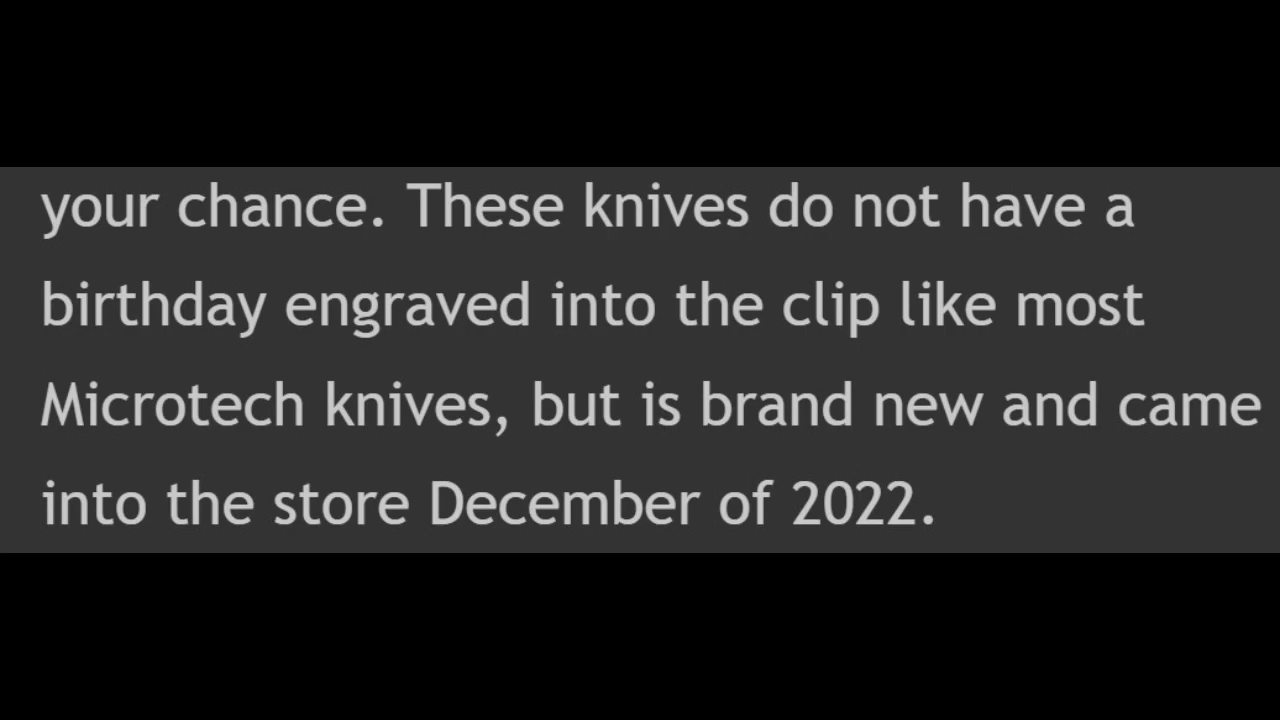 your chance. These knives do not have a
birthday engraved into the clip like most
Microtech knives, but is brand new and came
into the store December of 2022.